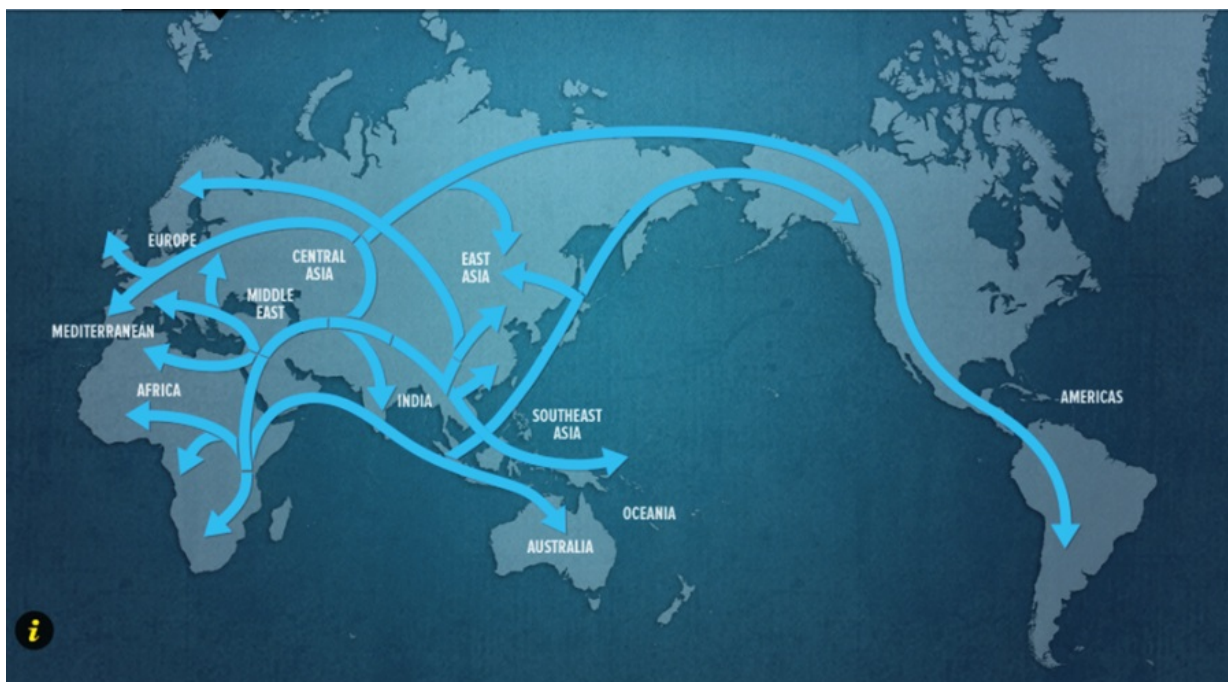 EUROPE
CENTRAL
ASIA
EAST
ASIA
MIDDLE
EAST
MEDITERRANEAN
AFRICA
INDIA
SOUTHEAST
ASIA
AMERICAS
OCEANIA
AUSTRALIA
i